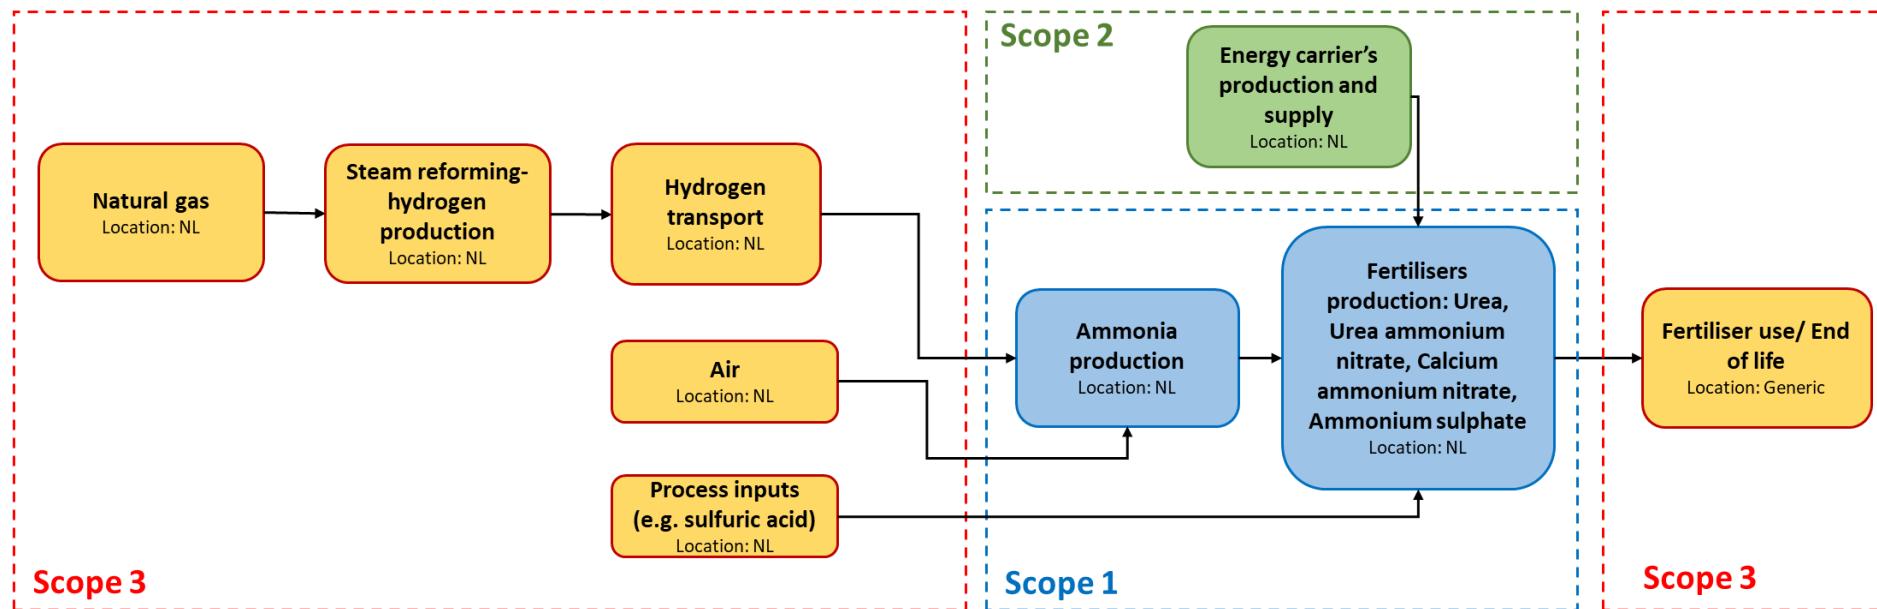 Scope 2
Energy carrier's
production and
supply
Location: NL
Natural gas
Location: NL
Steam reforming-
hydrogen
production
Location: NL
Hydrogen
transport
Location: NL
Air
Location: NL
Process inputs
(e.g. sulfuric acid)
Location: NL
Scope 3
Ammonia
production
Location: NL
Fertilisers
production: Urea,
Urea ammonium
nitrate, Calcium
ammonium nitrate,
Ammonium sulphate
Location: NL
Scope 1
Fertiliser use/ End
of life
Location: Generic
Scope 3